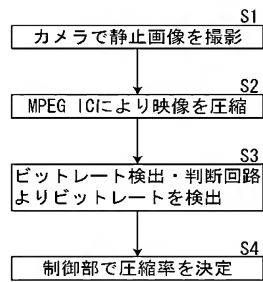 S1
カメラで静止画像を撮影
S2
MPEG ICにより映像を圧縮
S3
ビットレート検出・判断回路
よりビットレートを検出
S4
制御部で圧縮率を決定